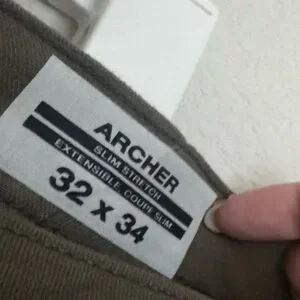 ARCHER
SLIM STRETCH
EXTENSIBLE, COUPE SLIM
32 X 34